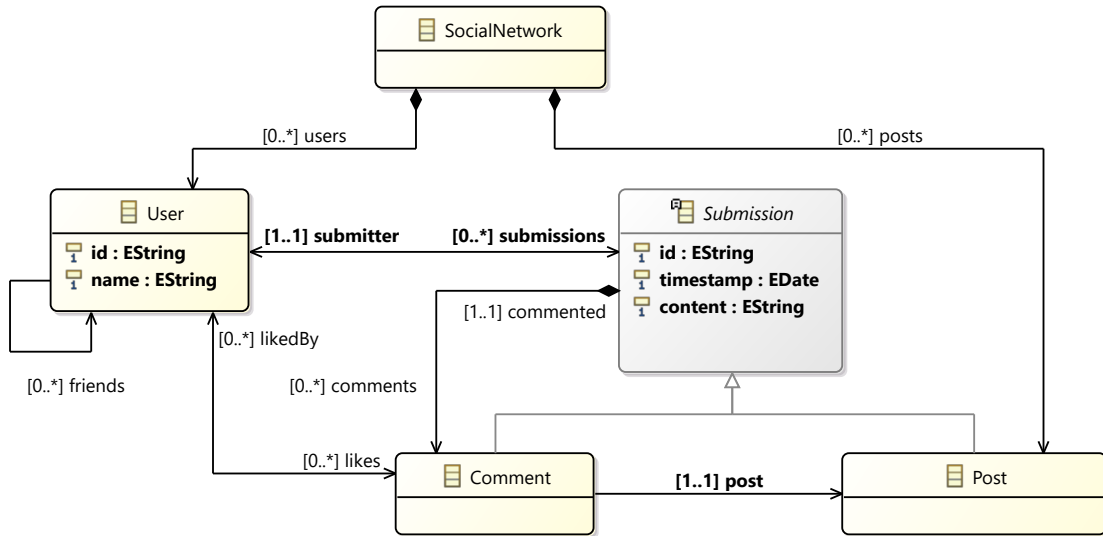 SocialNetwork
[0..*] users
[0..*] posts
User
id : EString
name : EString
[1..1] submitter
[0..*] submissions
Submission
id : EString
timestamp : EDate
content : EString
[1..1] commented
[0..*] likedBy
[0..*] friends
[0..*] comments
[0..*] likes
Comment
[1..1] post
Post